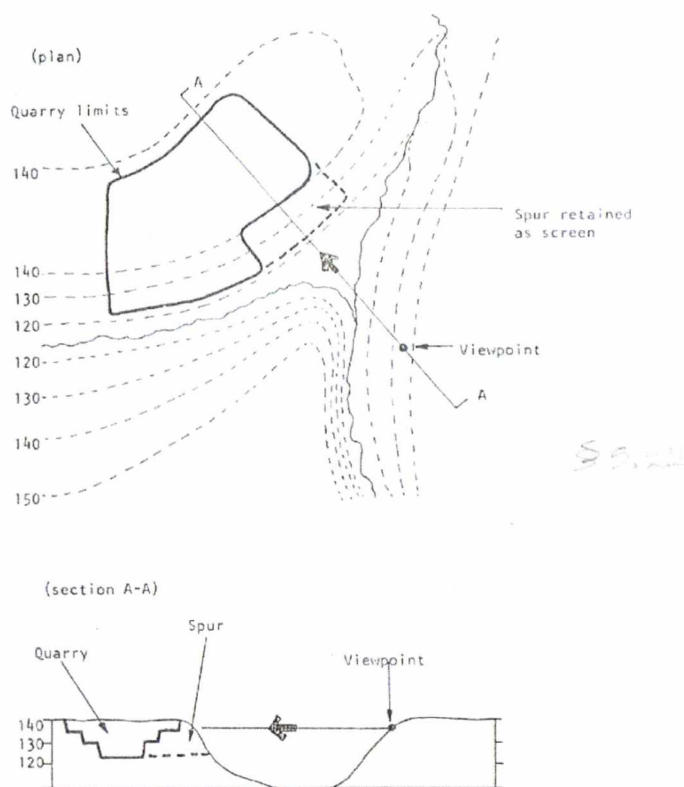 (plan)
A
Quarry limits
140
Spur retained
as screen
140
130
120
120
Viewpoint
A
130
140
150
(section A-A)
Spur
Quarry
Viewpoint
140
130
120